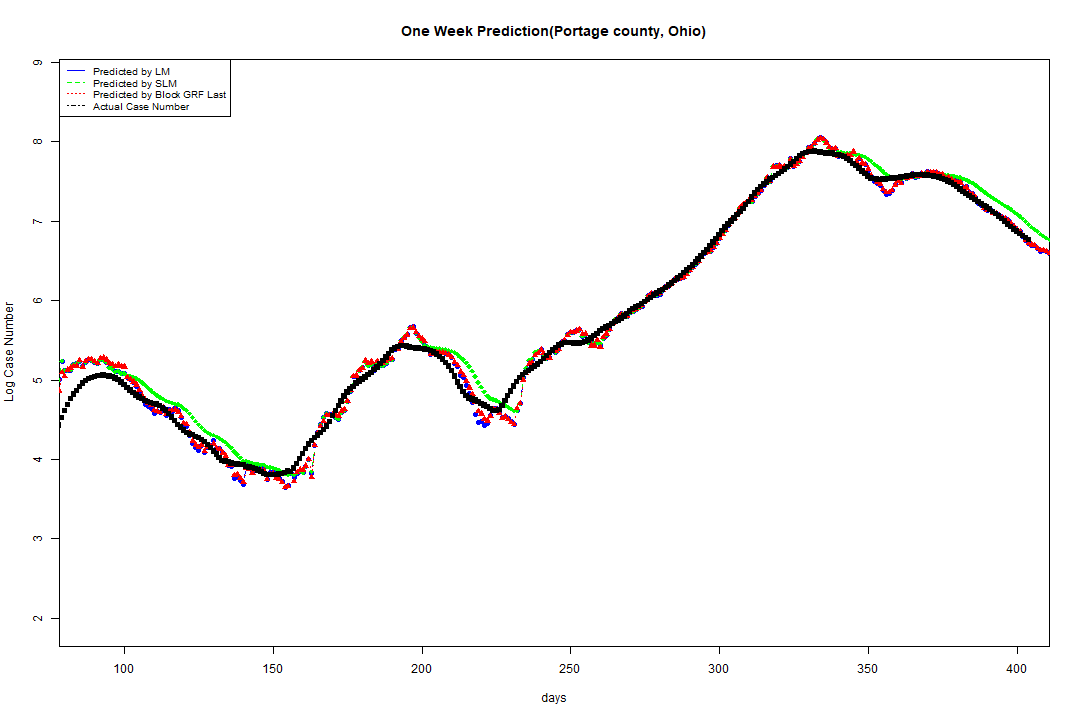 One Week Prediction(Portage county, Ohio)
Predicted by LM
Predicted by SLM
Predicted by Block GRF Last
Actual Case Number
9
8
7
6
5
4
3
2
Log Case Number
100 150 200 250 300 350 400
days